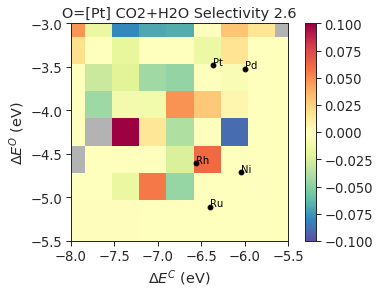 O=[Pt] CO2+H2O Selectivity 2.6
−3.0
−3.5
−4.0
−4.5
−5.0
−5.5
ΔE^O (eV)
Pt
Pd
Rh
Ni
Ru
−8.0 −7.5 −7.0 −6.5 −6.0 −5.5
ΔE^C (eV)
0.100
0.075
0.050
0.025
0.000
−0.025
−0.050
−0.075
−0.100